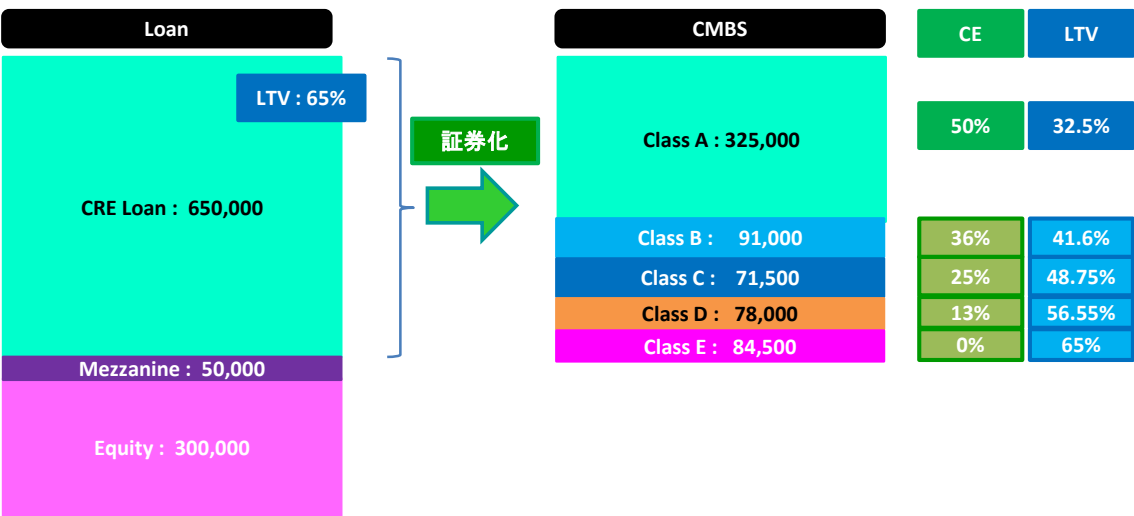 Loan
LTV : 65%
CRE Loan : 650,000
Mezzanine : 50,000
Equity : 300,000
証券化
CMBS
CE LTV
Class A : 325,000
50% 32.5%
Class B : 91,000
36% 41.6%
Class C : 71,500
25% 48.75%
Class D : 78,000
13% 56.55%
Class E : 84,500
0% 65%